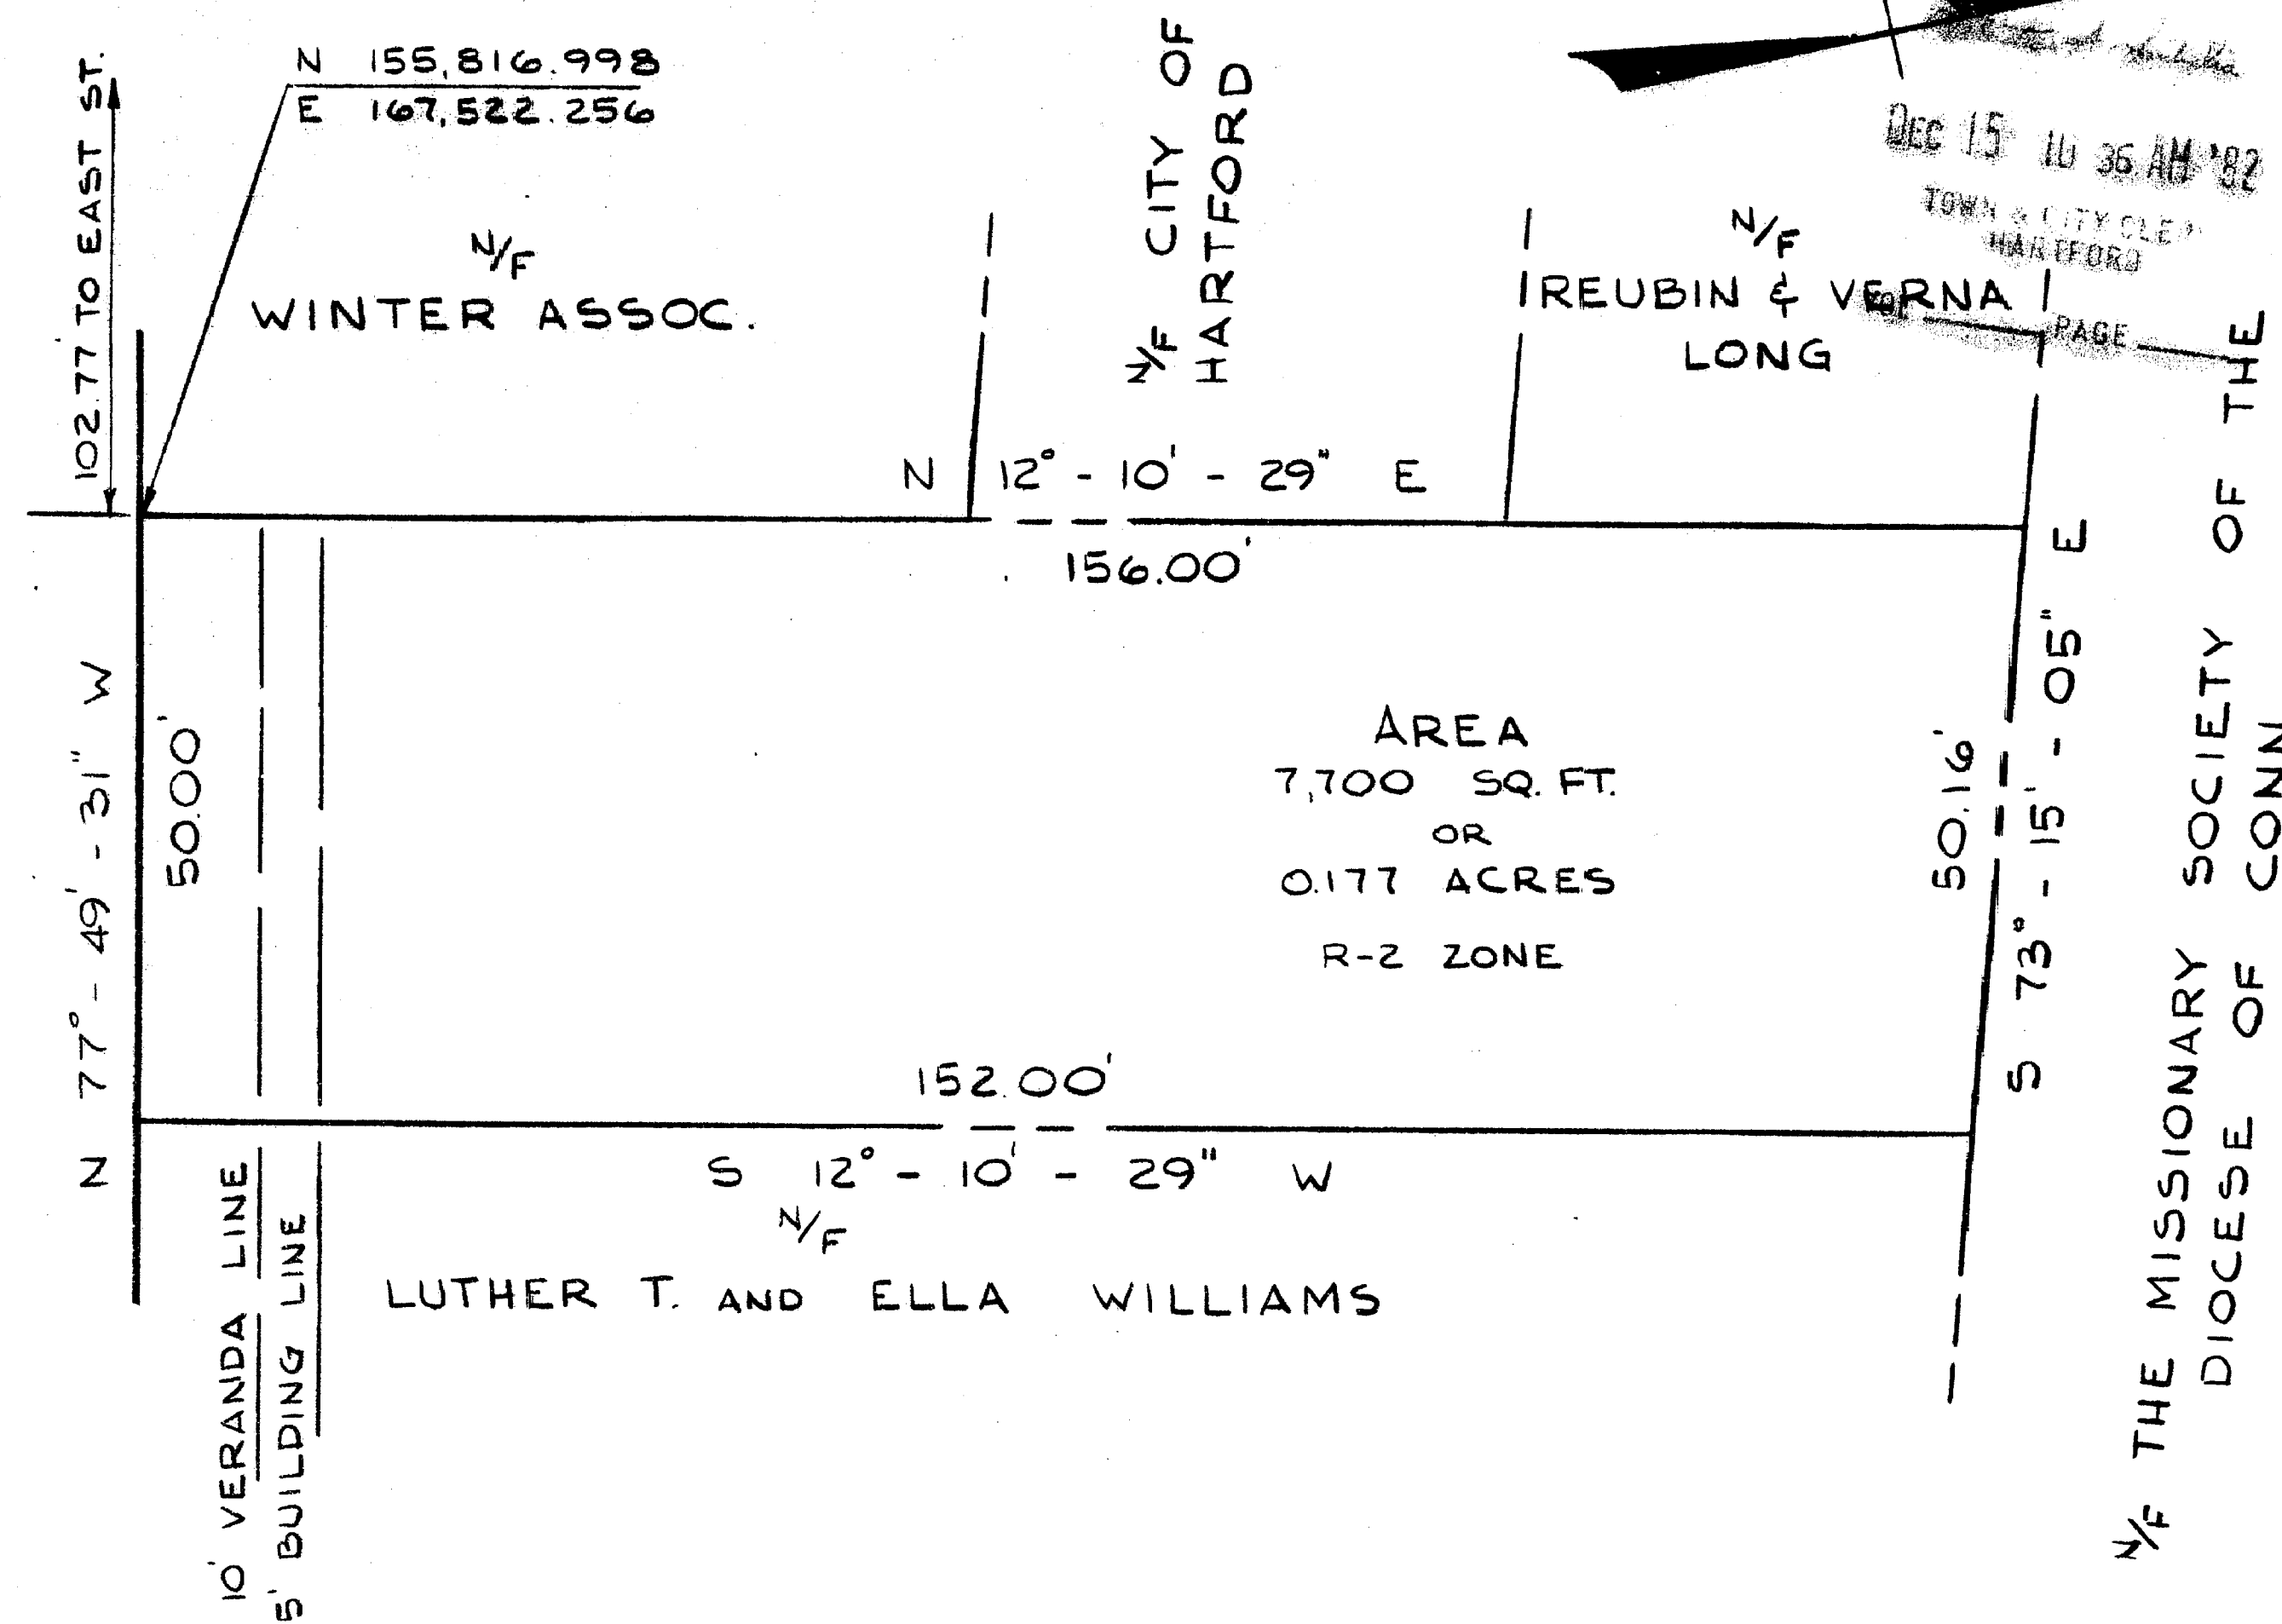 102.77 TO EAST ST.
N 155,816.998
E 167,522.256
N/F
WINTER ASSOC.
N/F CITY OF
HARTFORD
DEC 15 10 36 AM '82
TOWN & CITY
HARTFORD
PAGE
N/F
REUBIN & VERNA
LONG
N 12° - 10' - 29" E
156.00'
N 77° - 49' - 31" W
50.00'
AREA
7,700 SQ. FT.
OR
0.177 ACRES
R-2 ZONE
50.16'
S 73° - 15' - 05" E
N/F THE MISSIONARY SOCIETY OF THE
DIOCESE OF CONN
152.00'
S 12° - 10' - 29" W
N/F
LUTHER T. AND ELLA WILLIAMS
10' VERANDA LINE
5' BUILDING LINE